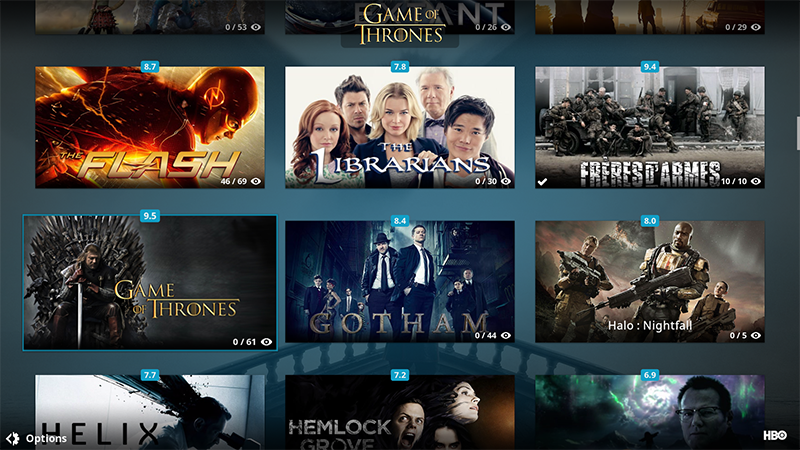 GAME OF
THRONES
0 / 53
0 / 26
0 / 29
8.7
7.8
9.4
THE
FLASH
46 / 69
THE
LIBRARIANS
0 / 30
FRÈRES D'ARMES
10 / 10
9.5
8.4
8.0
GAME
OF THRONES
0 / 61
GOTHAM
0 / 44
Halo : Nightfall
0 / 5
7.7
7.2
6.9
HELIX
HEMLOCK
GROVE
Options
HBO